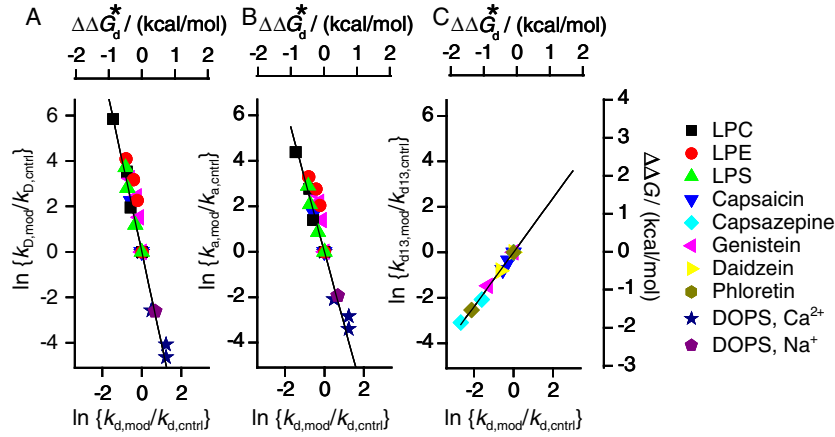 A ΔΔG*d / (kcal/mol) B ΔΔG*d / (kcal/mol) C ΔΔG*d / (kcal/mol)
-2 -1 0 1 2 -2 -1 0 1 2 -2 -1 0 1 2
ln {kD,mod/kD,cntrl}
6
4
2
0
-2
-4
-2 0 2
ln {kd,mod/kd,cntrl}
ln {ka,mod/ka,cntrl}
6
4
2
0
-2
-4
-2 0 2
ln {kd,mod/kd,cntrl}
ln {kd13,mod/kd13,cntrl}
6
4
2
0
-2
-4
-2 0 2
ln {kd,mod/kd,cntrl}
4
3
2
1
0
-1
-2
-3
ΔΔG / (kcal/mol)
LPC
LPE
LPS
Capsaicin
Capsazepine
Genistein
Daidzein
Phloretin
DOPS, Ca²⁺
DOPS, Na⁺